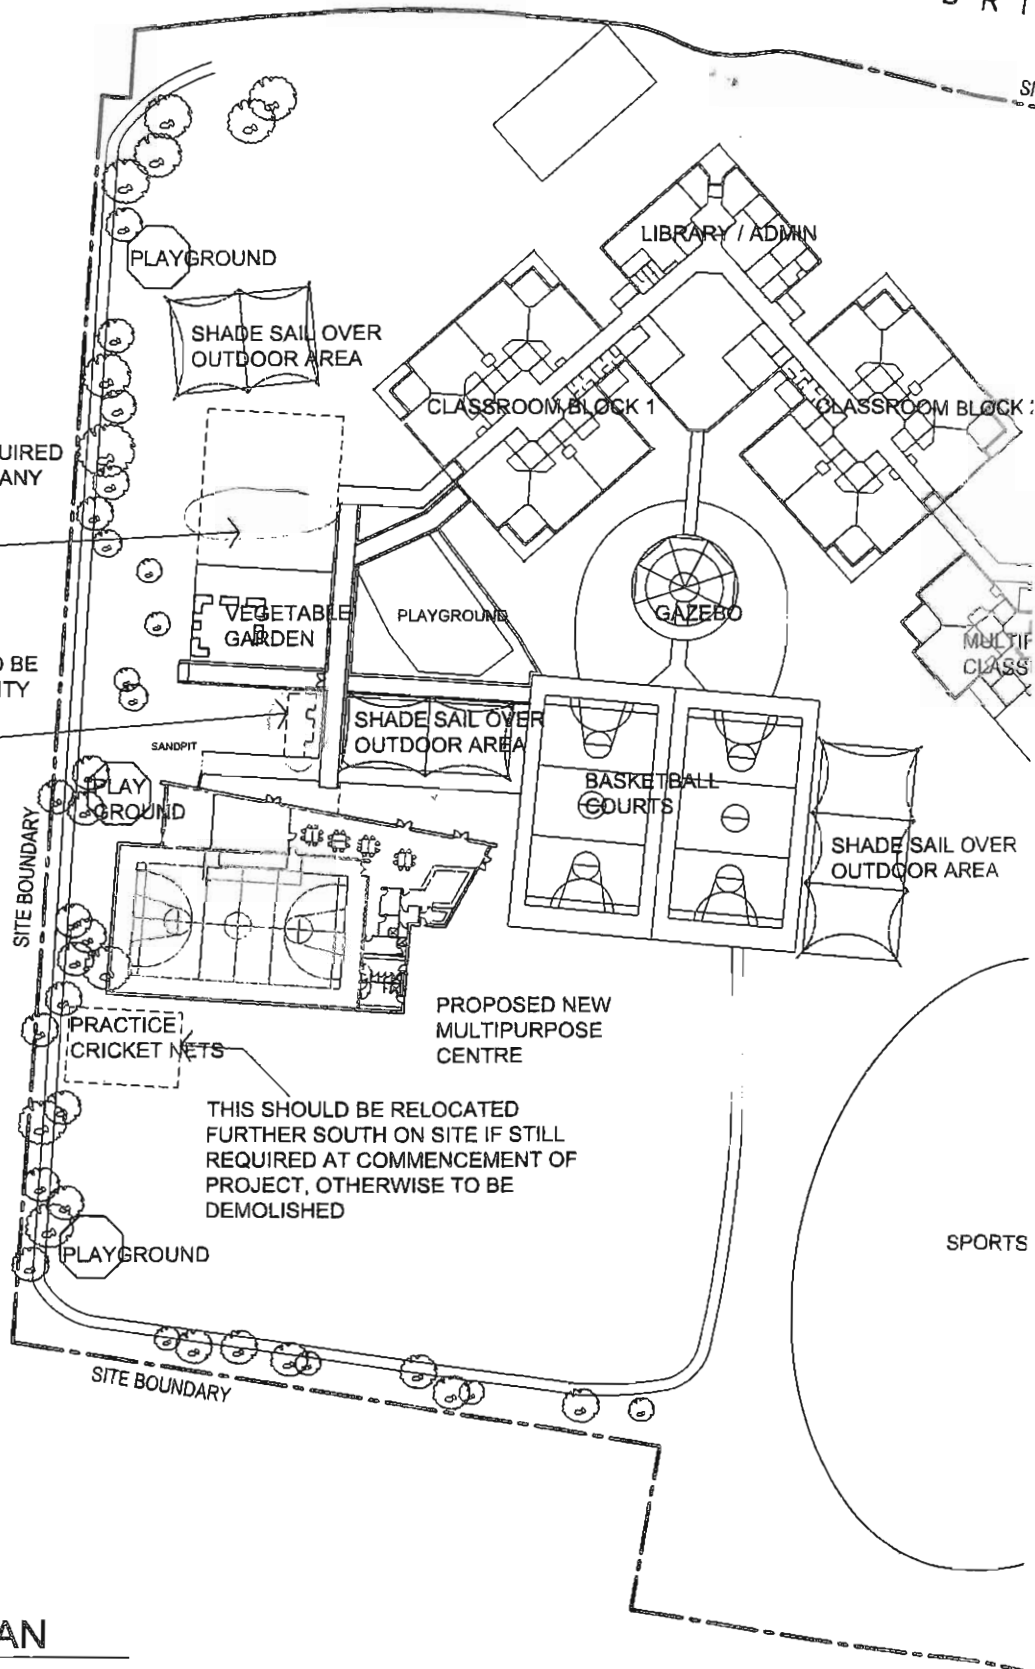 D R I
SI
LIBRARY / ADMIN
PLAYGROUND
SHADE SAIL OVER
OUTDOOR AREA
CLASSROOM BLOCK 1
CLASSROOM BLOCK
UIRED
ANY
VEGETABLE
GARDEN
PLAYGROUND
GAZEBO
MULTIF
CLASS
O BE
ITY
SHADE SAIL OVER
OUTDOOR AREA
SANDPIT
PLAY
GROUND
BASKETBALL
COURTS
SHADE SAIL OVER
OUTDOOR AREA
SITE BOUNDARY
PROPOSED NEW
MULTIPURPOSE
CENTRE
PRACTICE
CRICKET NETS
THIS SHOULD BE RELOCATED
FURTHER SOUTH ON SITE IF STILL
REQUIRED AT COMMENCEMENT OF
PROJECT, OTHERWISE TO BE
DEMOLISHED
PLAYGROUND
SPORTS
SITE BOUNDARY
AN